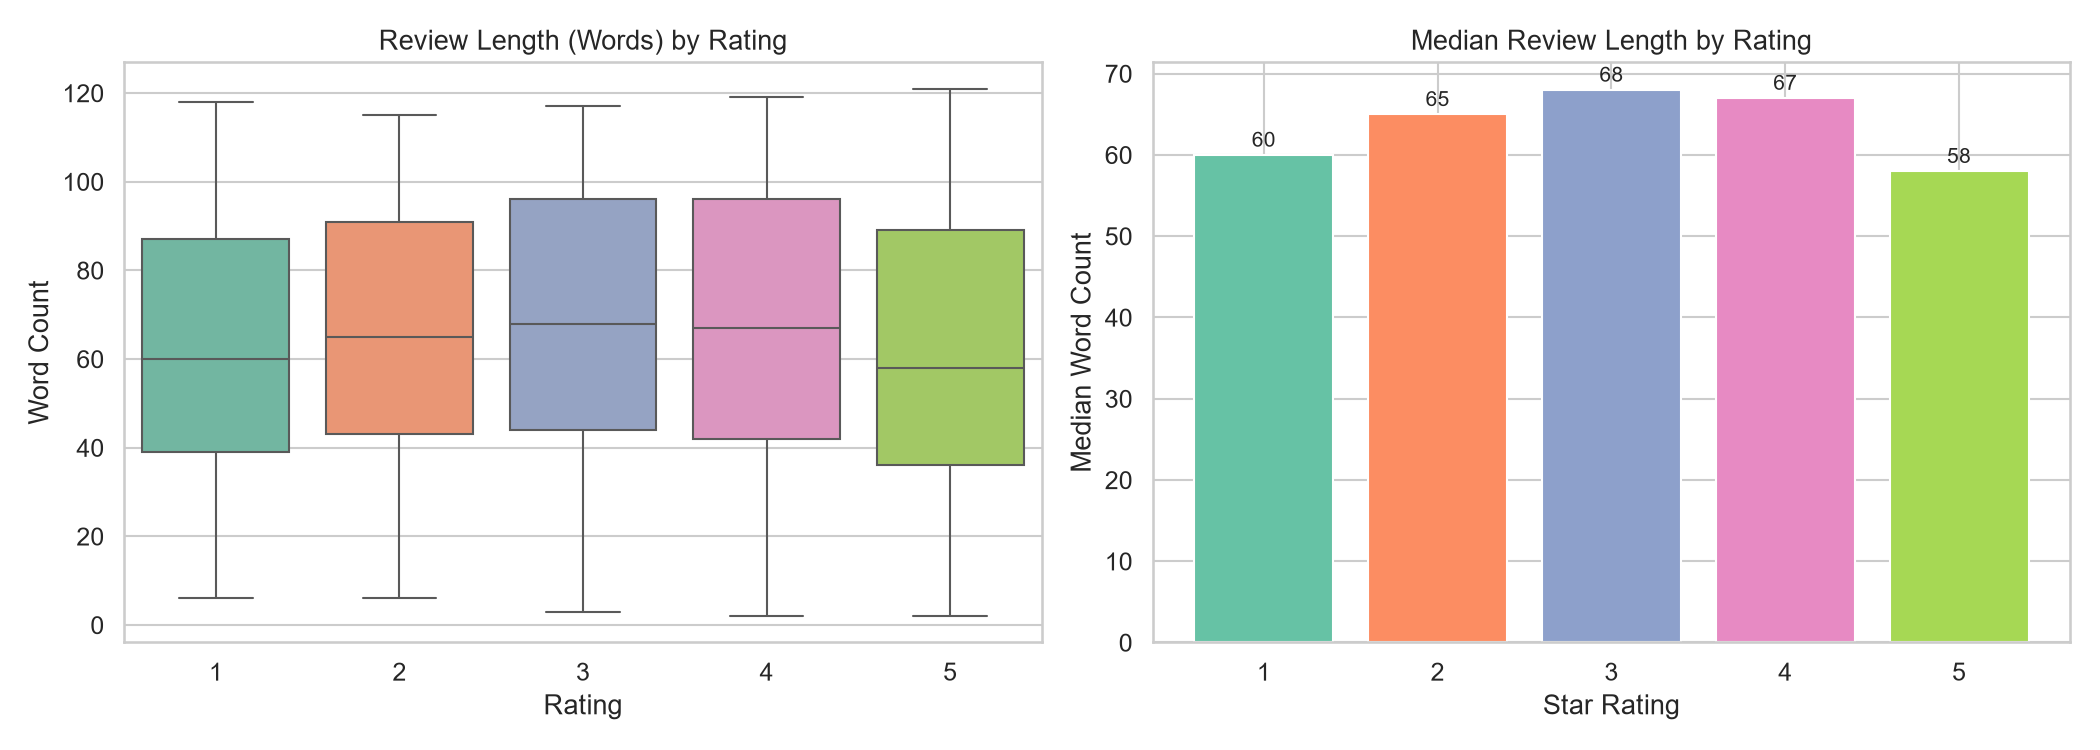 Review Length (Words) by Rating
Word Count
120
100
80
60
40
20
0
1 2 3 4 5
Rating
Median Review Length by Rating
Median Word Count
70
60
50
40
30
20
10
0
60 65 68 67 58
1 2 3 4 5
Star Rating